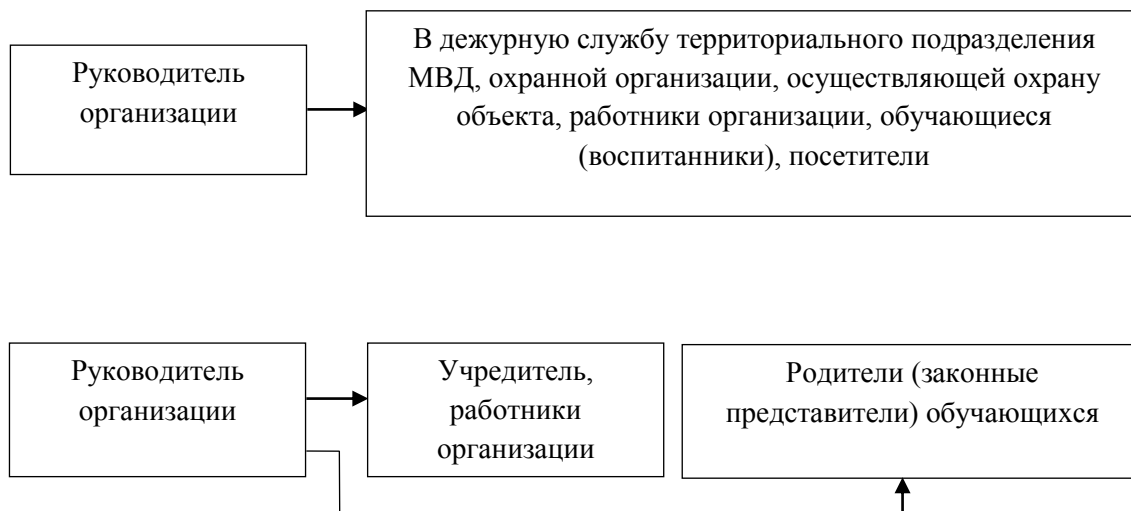 Руководитель
организации
В дежурную службу территориального подразделения
МВД, охранной организации, осуществляющей охрану
объекта, работники организации, обучающиеся
(воспитанники), посетители
Руководитель
организации
Учредитель,
работники
организации
Родители (законные
представители) обучающихся